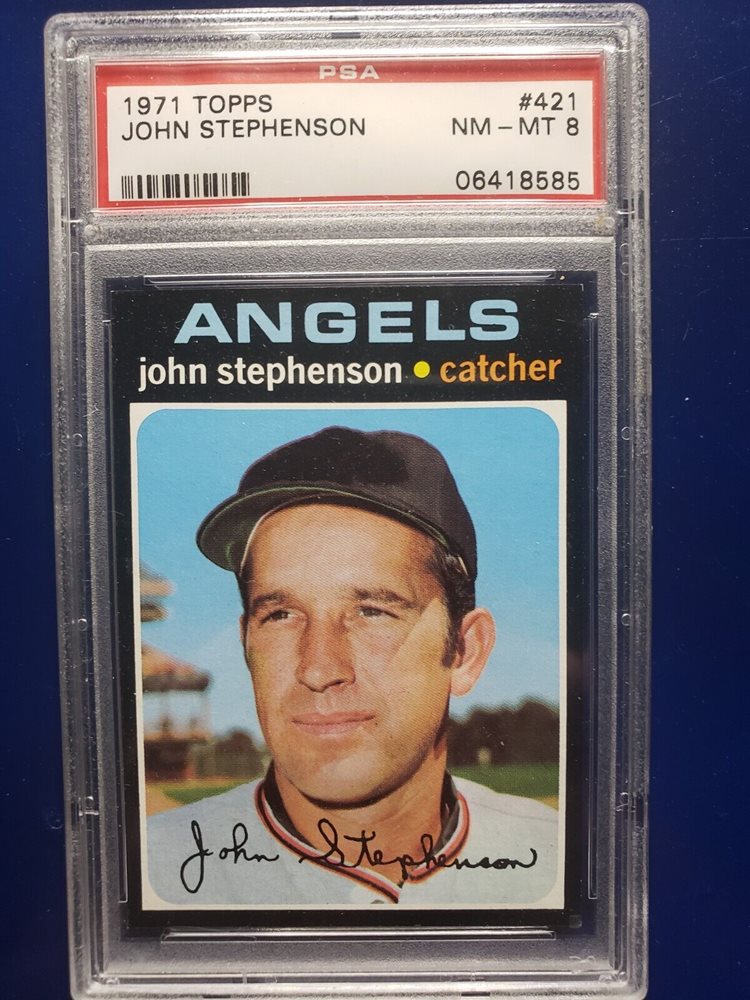 PSA
1971 TOPPS #421
JOHN STEPHENSON NM - MT 8
06418585
ANGELS
john stephenson • catcher
John Stephenson